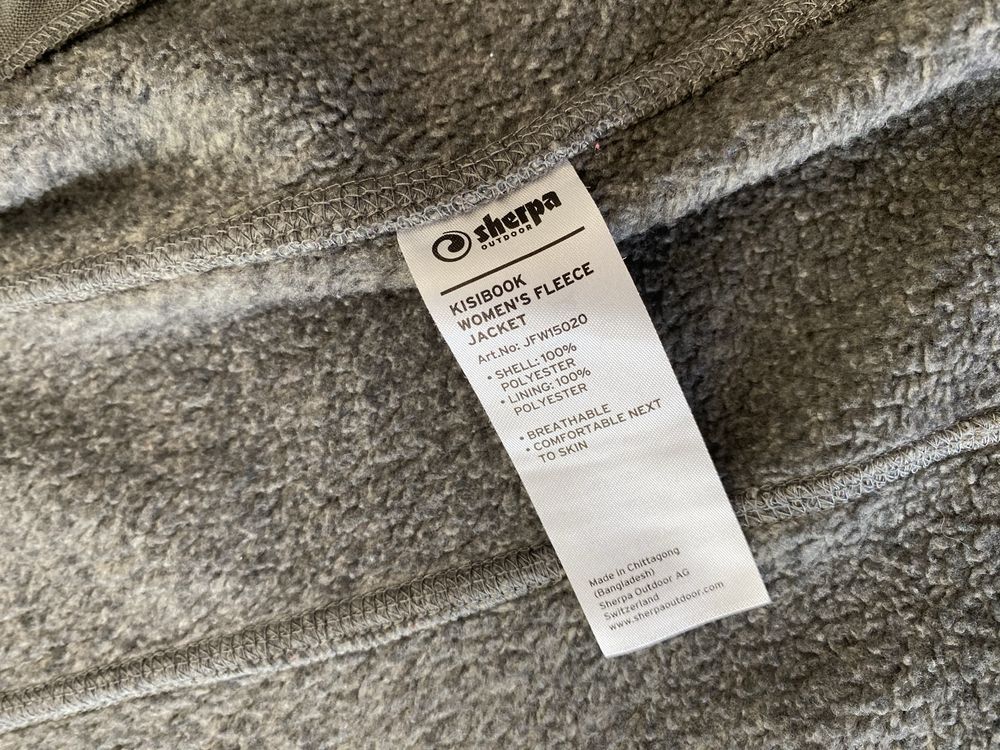 sherpa
OUTDOOR
KISIBOOK
WOMEN'S FLEECE
JACKET
Art.No: JFW15020
• SHELL: 100%
POLYESTER
• LINING: 100%
POLYESTER
• BREATHABLE
• COMFORTABLE NEXT
TO SKIN
Made in Chittagong
(Bangladesh)
Sherpa Outdoor AG
Switzerland
www.sherpaoutdoor.com